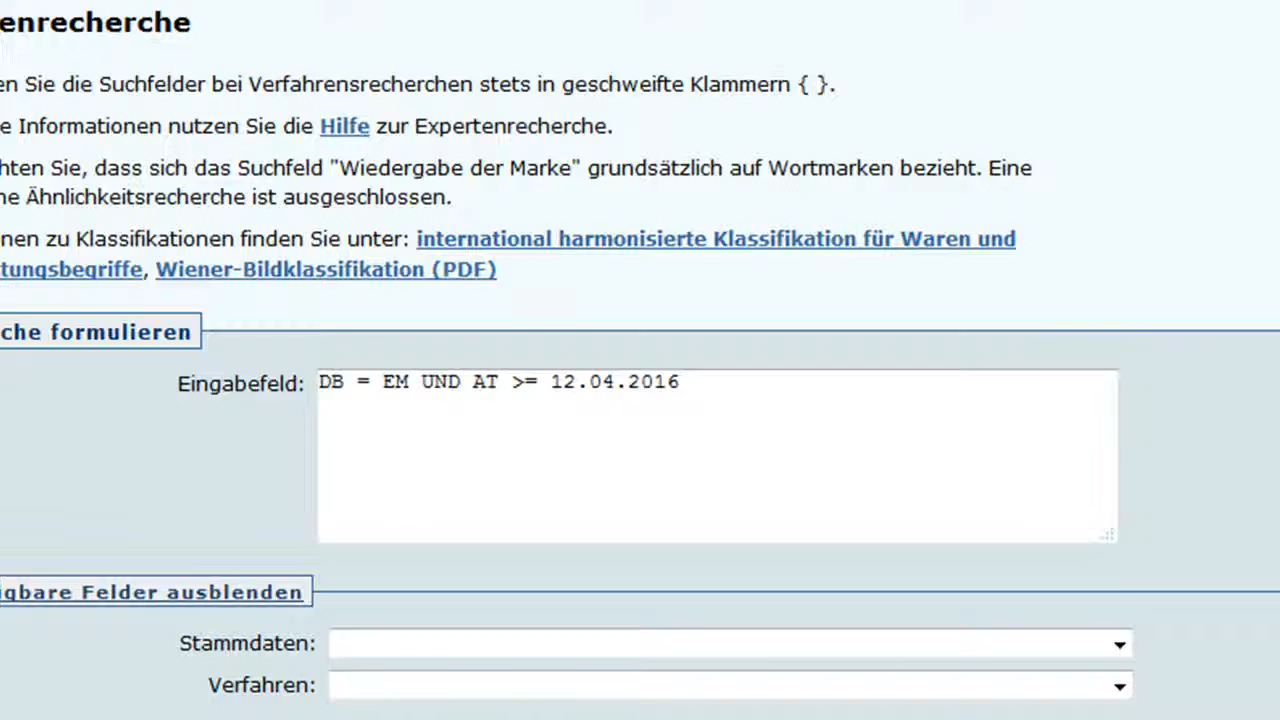 enrecherche
en Sie die Suchfelder bei Verfahrensrecherchen stets in geschweifte Klammern { }.
e Informationen nutzen Sie die Hilfe zur Expertenrecherche.
hten Sie, dass sich das Suchfeld "Wiedergabe der Marke" grundsätzlich auf Wortmarken bezieht. Eine
he Ähnlichkeitsrecherche ist ausgeschlossen.
nen zu Klassifikationen finden Sie unter: international harmonisierte Klassifikation für Waren und
tungsbegriffe, Wiener-Bildklassifikation (PDF)
che formulieren
Eingabefeld: DB = EM UND AT >= 12.04.2016
igbare Felder ausblenden
Stammdaten:
Verfahren: